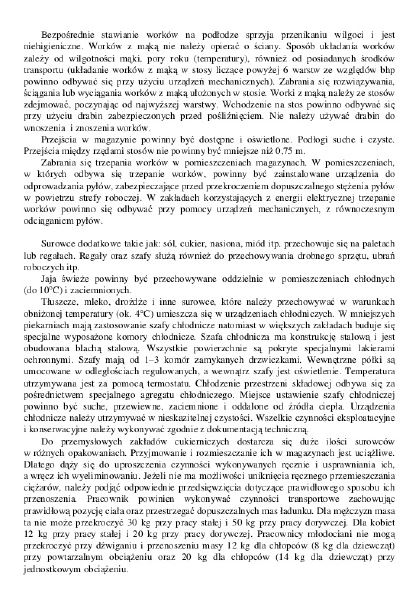 Bezpośrednie stawianie worków na podłodze sprzyja przenikaniu wilgoci i jest
niehigieniczne. Worków z mąką nie należy opierać o ściany. Sposób układania worków
zależy od wilgotności mąki, pory roku (temperatury), również od posiadanych środków
transportu (układanie worków z mąką w stosy liczące powyżej 6 warstw ze względów bhp
powinno odbywać się przy użyciu urządzeń mechanicznych). Zabrania się rozwiązywania,
ściągania lub wyciągania worków z mąką ułożonych w stosie. Worki z mąką należy ze stosów
zdejmować, poczynając od najwyższej warstwy. Wchodzenie na stos powinno odbywać się
przy użyciu drabin zabezpieczonych przed pośliźnięciem. Nie należy używać drabin do
wnoszenia i znoszenia worków.
Przejścia w magazynie powinny być dostępne i oświetlone. Podłogi suche i czyste.
Przejścia między rzędami stosów nie powinny być mniejsze niż 0,75 m.
Zabrania się trzepania worków w pomieszczeniach magazynach. W pomieszczeniach,
w których odbywa się trzepanie worków, powinny być zainstalowane urządzenia do
odprowadzania pyłów, zabezpieczające przed przekroczeniem dopuszczalnego stężenia pyłów
w powietrzu strefy roboczej. W zakładach korzystających z energii elektrycznej trzepanie
worków powinno się odbywać przy pomocy urządzeń mechanicznych, z równoczesnym
odciąganiem pyłów.
Surowce dodatkowe takie jak: sól, cukier, nasiona, miód itp. przechowuje się na paletach
lub regałach. Regały oraz szafy służą również do przechowywania drobnego sprzętu, ubrań
roboczych itp.
Jaja świeże powinny być przechowywane oddzielnie w pomieszczeniach chłodnych
(do 10°C) i zaciemnionych.
Tłuszcze, mleko, drożdże i inne surowce, które należy przechowywać w warunkach
obniżonej temperatury (ok. 4°C) umieszcza się w urządzeniach chłodniczych. W mniejszych
piekarniach mają zastosowanie szafy chłodnicze natomiast w większych zakładach buduje się
specjalne wyposażone komory chłodnicze. Szafa chłodnicza ma konstrukcję stalową i jest
obudowana blachą stalową. Wszystkie powierzchnie są pokryte specjalnymi lakierami
ochronnymi. Szafy mają od 1–3 komór zamykanych drzwiczkami. Wewnętrzne półki są
umocowane w odległościach regulowanych, a wewnątrz szafy jest oświetlenie. Temperatura
utrzymywana jest za pomocą termostatu. Chłodzenie przestrzeni składowej odbywa się za
pośrednictwem specjalnego agregatu chłodniczego. Miejsce ustawienie szafy chłodniczej
powinno być suche, przewiewne, zaciemnione i oddalone od źródła ciepła. Urządzenia
chłodnicze należy utrzymywać w nieskazitelnej czystości. Wszelkie czynności eksploatacyjne
i konserwacyjne należy wykonywać zgodnie z dokumentacją techniczną.
Do przemysłowych zakładów cukierniczych dostarcza się duże ilości surowców
w różnych opakowaniach. Przyjmowanie i rozmieszczanie ich w magazynach jest uciążliwe.
Dlatego dąży się do uproszczenia czynności wykonywanych ręcznie i usprawniania ich,
a wręcz ich wyeliminowaniu. Jeżeli nie ma możliwości uniknięcia ręcznego przemieszczania
ciężarów, należy podjąć odpowiednie przedsięwzięcia dotyczące prawidłowego sposobu ich
przenoszenia. Pracownik powinien wykonywać czynności transportowe zachowując
prawidłową pozycję ciała oraz przestrzegać dopuszczalnych mas ładunku. Dla mężczyzn masa
ta nie może przekroczyć 30 kg przy pracy stałej i 50 kg przy pracy dorywczej. Dla kobiet
12 kg przy pracy stałej i 20 kg przy pracy dorywczej. Pracownicy młodociani nie mogą
przekroczyć przy dźwiganiu i przenoszeniu masy 12 kg dla chłopców (8 kg dla dziewcząt)
przy powtarzalnym obciążeniu oraz 20 kg dla chłopców (14 kg dla dziewcząt) przy
jednostkowym obciążeniu.